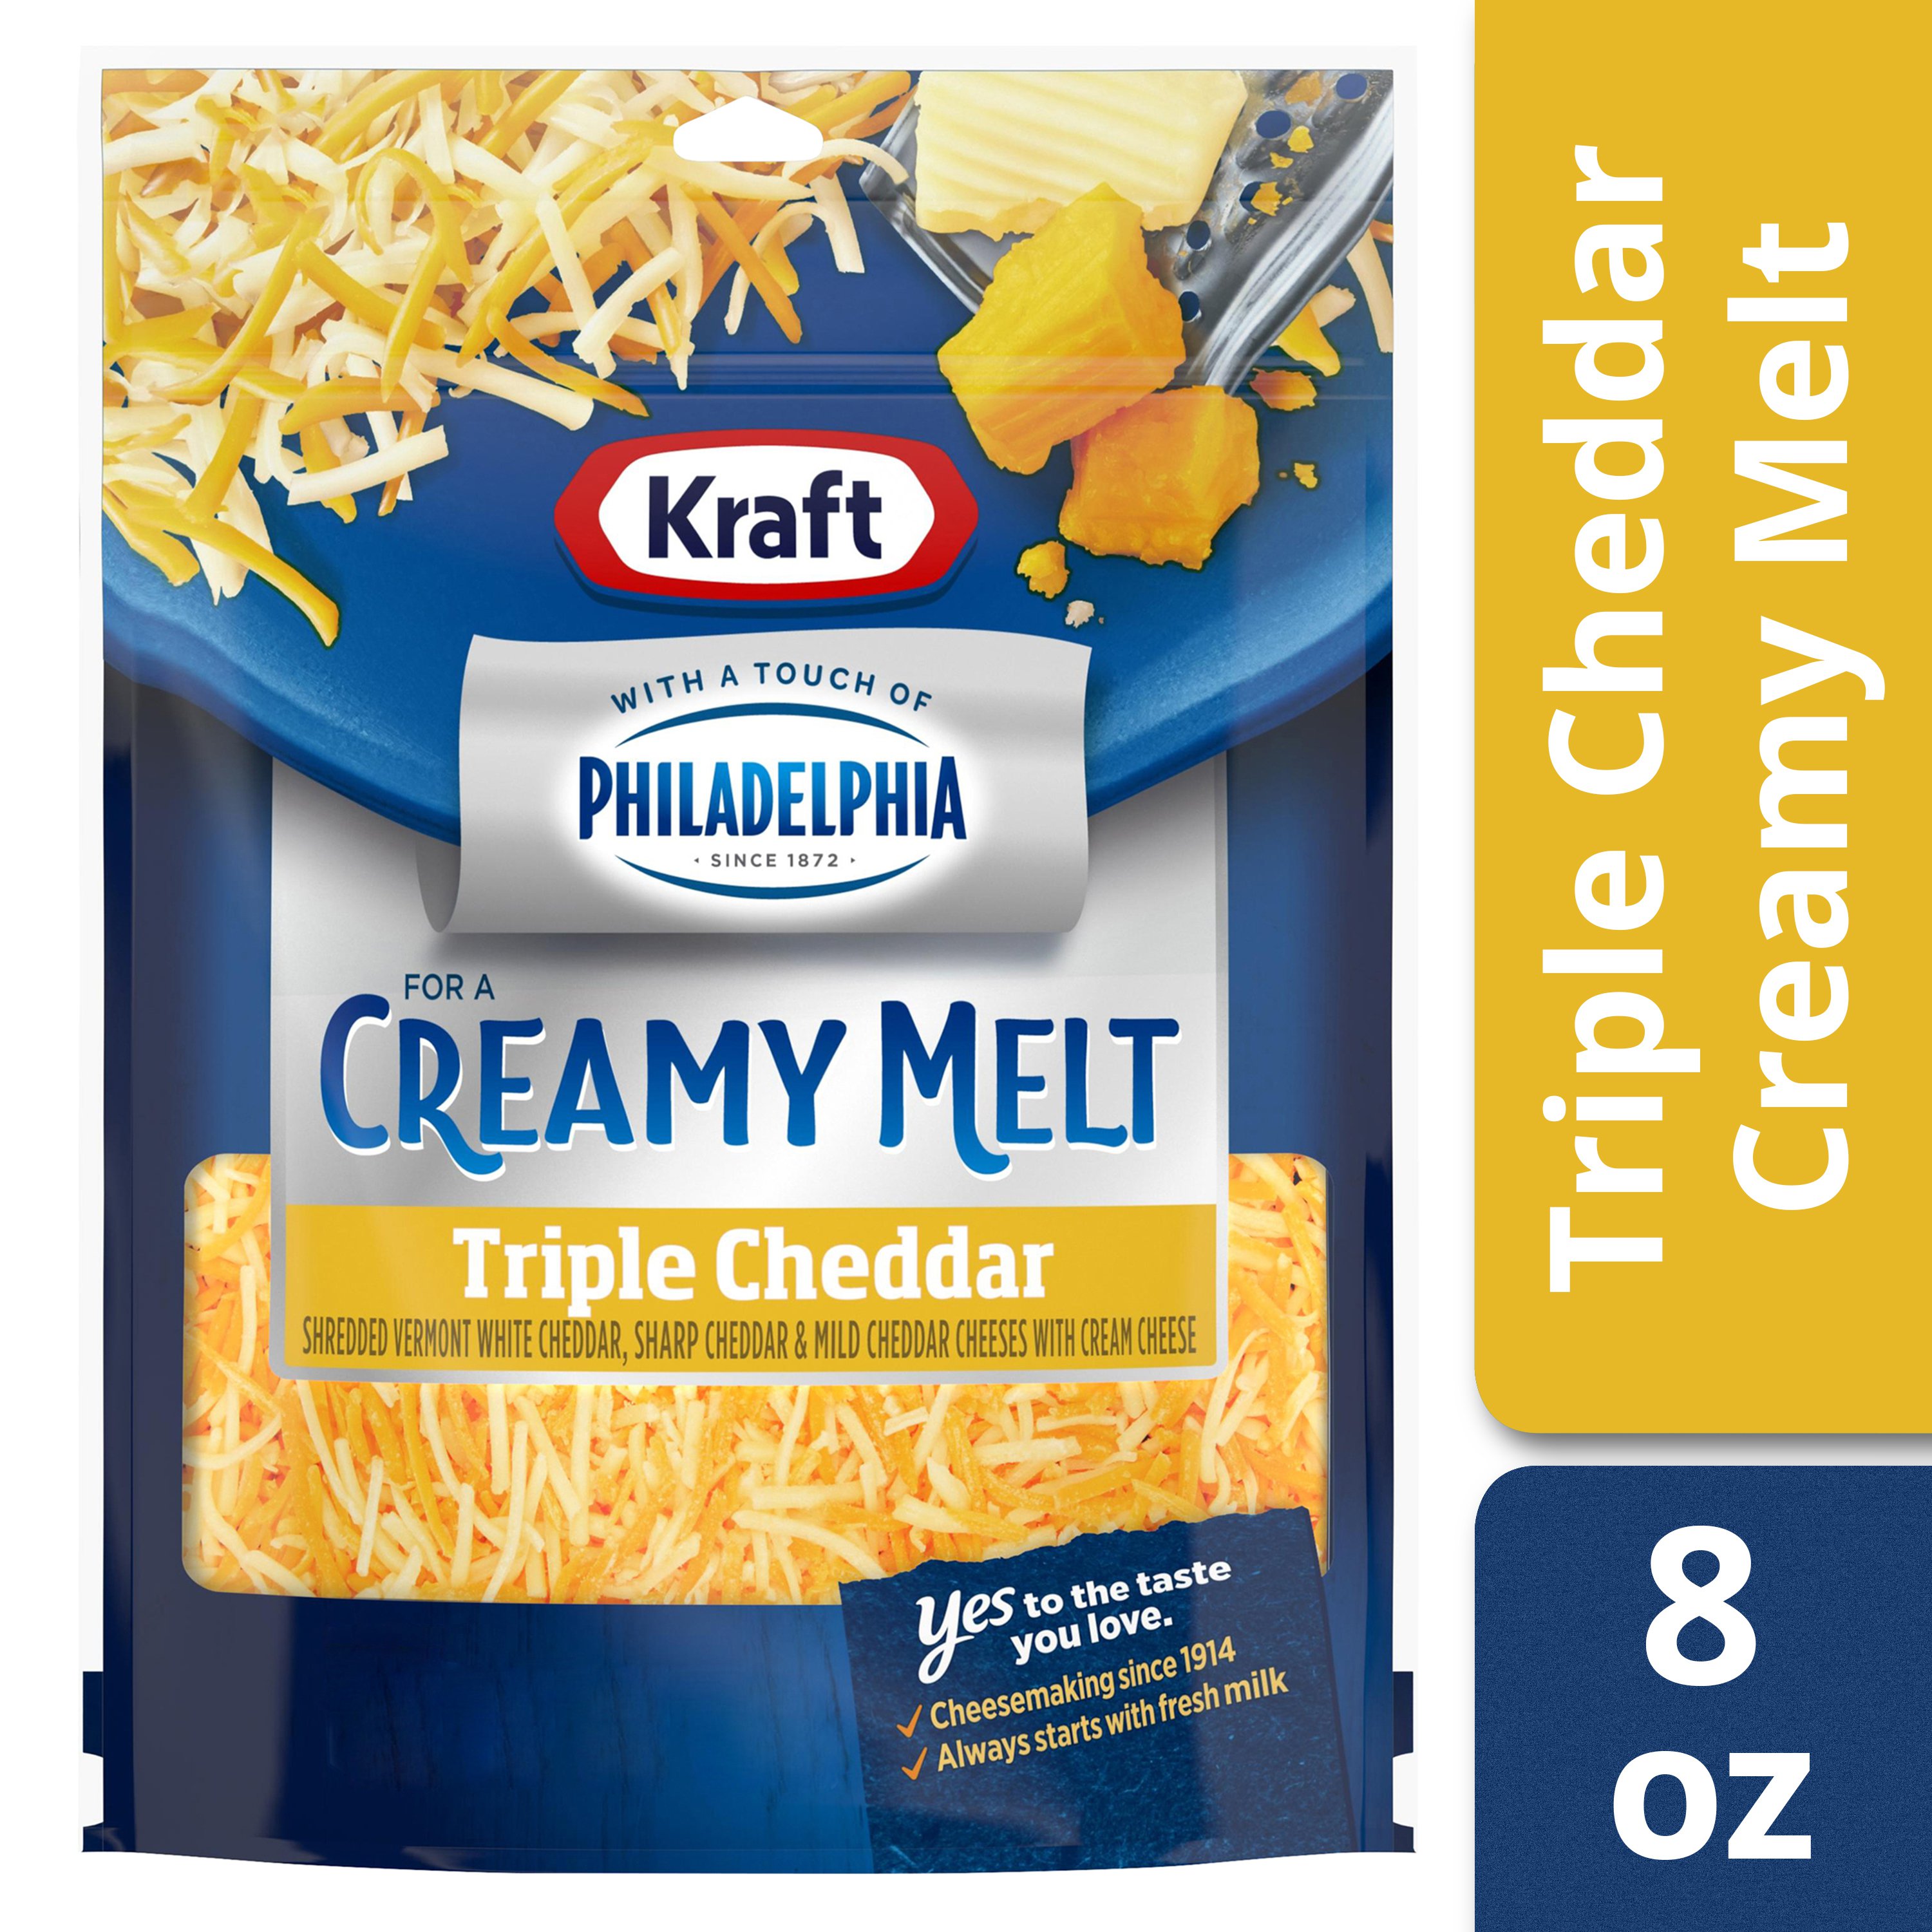 Kraft
WITH A TOUCH OF
PHILADELPHIA
SINCE 1872
FOR A
CREAMY MELT
Triple Cheddar
SHREDDED VERMONT WHITE CHEDDAR, SHARP CHEDDAR & MILD CHEDDAR CHEESES WITH CREAM CHEESE
yes to the taste
you love.
Cheesemaking since 1914
Always starts with fresh milk
Triple Cheddar
Creamy Melt
8
oz